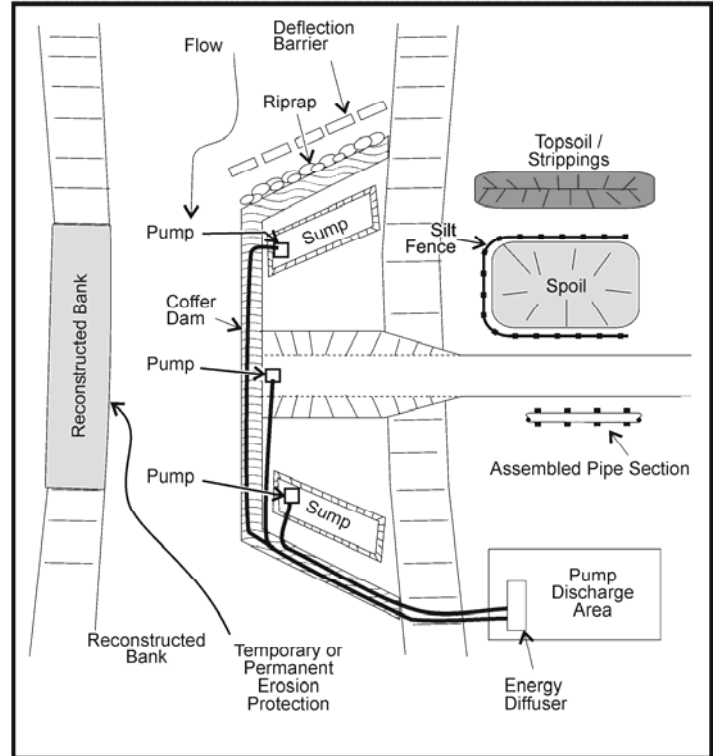 Deflection
Barrier
Flow
Riprap
Topsoil /
Strippings
Pump
Sump
Silt
Fence
Spoil
Coffer
Dam
Reconstructed Bank
Pump
Assembled Pipe Section
Pump
Sump
Pump
Discharge
Area
Reconstructed
Bank
Temporary or
Permanent
Erosion
Protection
Energy
Diffuser